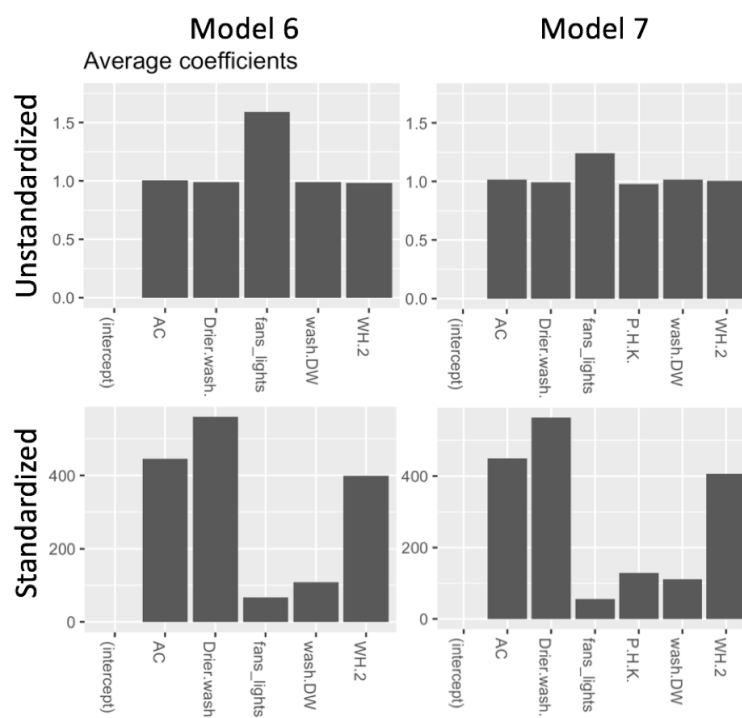 Model 6
Model 7
Average coefficients
Unstandardized
1.5
1.0
0.5
0.0
(intercept)
AC
Drier.wash.
fans_lights
wash.DW
WH.2
1.5
1.0
0.5
0.0
(intercept)
AC
Drier.wash.
fans_lights
P.H.K.
wash.DW
WH.2
Standardized
400
200
0
(intercept)
AC
Drier.wash
fans_lights
wash.DW
WH.2
400
200
0
(intercept)
AC
Drier.wash.
fans_lights
P.H.K.
wash.DW
WH.2